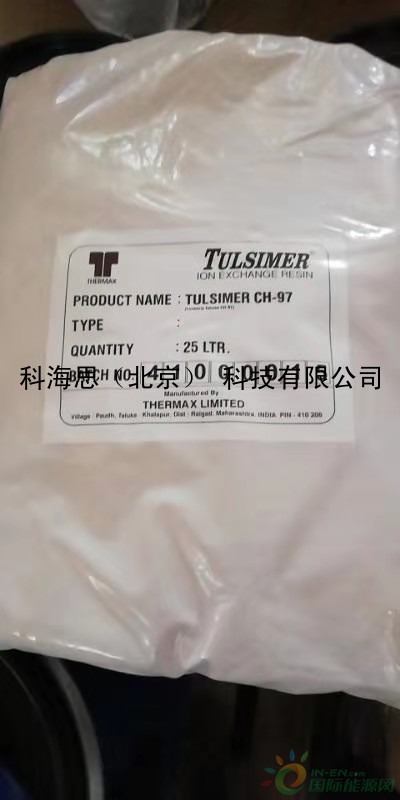 THERMAX
TULSIMER
ION EXCHANGE RESIN
PRODUCT NAME : TULSIMER CH-97
TYPE :
QUANTITY : 25 LTR.
BATCH NO
科海思（北京）科技有限公司
Manufactured By
THERMAX LIMITED
Village : Paudh, Taluka : Khalapur, Dist : Raigad, Maharashtra, INDIA PIN - 410 206
IN-EN.com
国际能源网